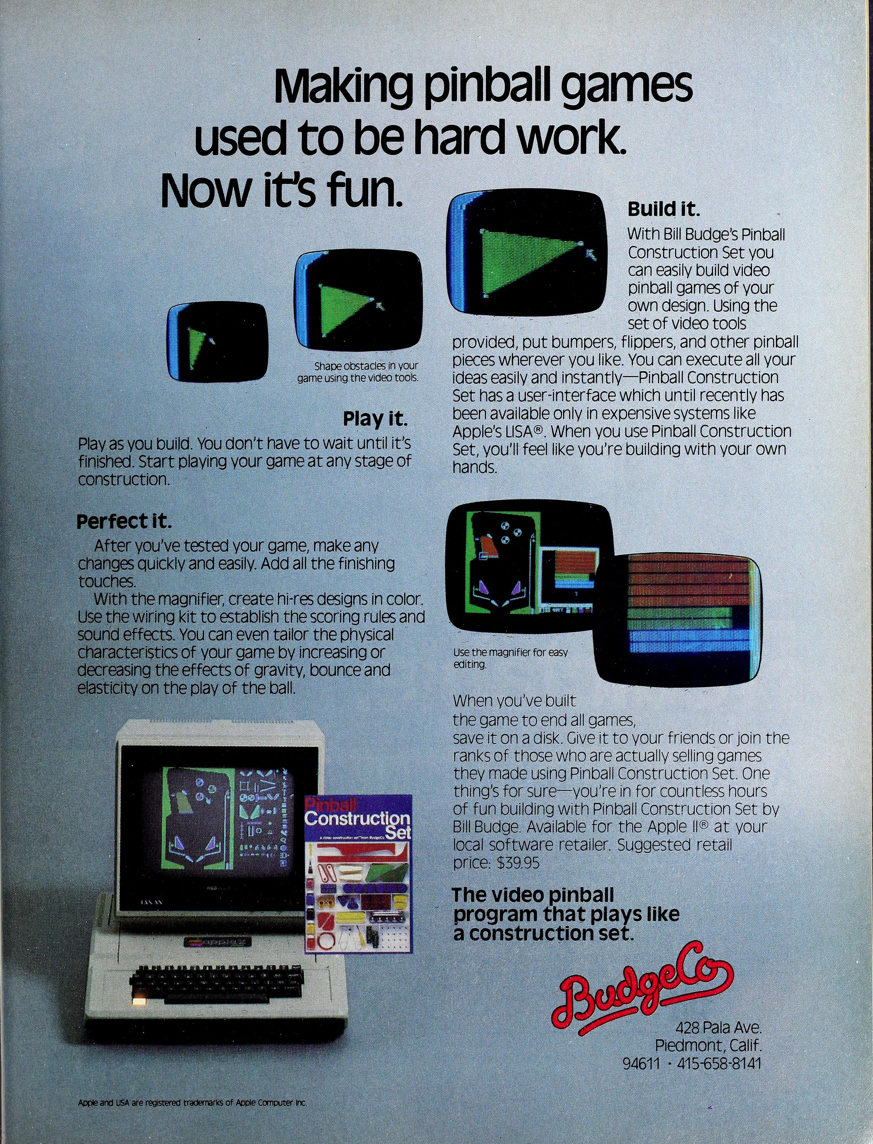 Making pinball games
used to be hard work.
Now it's fun.
Shape obstacles in your
game using the video tools.
Build it.
With Bill Budge's Pinball
Construction Set you
can easily build video
pinball games of your
own design. Using the
set of video tools
provided, put bumpers, flippers, and other pinball
pieces wherever you like. You can execute all your
ideas easily and instantly—Pinball Construction
Set has a user-interface which until recently has
been available only in expensive systems like
Apple's LISA®. When you use Pinball Construction
Set, you'll feel like you're building with your own
hands.
Play it.
Play as you build. You don't have to wait until it's
finished. Start playing your game at any stage of
construction.
Perfect it.
After you've tested your game, make any
changes quickly and easily. Add all the finishing
touches.
With the magnifier, create hi-res designs in color.
Use the wiring kit to establish the scoring rules and
sound effects. You can even tailor the physical
characteristics of your game by increasing or
decreasing the effects of gravity, bounce and
elasticity on the play of the ball.
Use the magnifier for easy
editing.
When you've built
the game to end all games,
save it on a disk. Give it to your friends or join the
ranks of those who are actually selling games
they made using Pinball Construction Set. One
thing's for sure—you're in for countless hours
of fun building with Pinball Construction Set by
Bill Budge. Available for the Apple II® at your
local software retailer. Suggested retail
price: $39.95
Pinball
Construction
Set
The video pinball
program that plays like
a construction set.
BudgeCo
428 Pala Ave.
Piedmont, Calif.
94611 · 415-658-8141
Apple and LISA are registered trademarks of Apple Computer Inc.